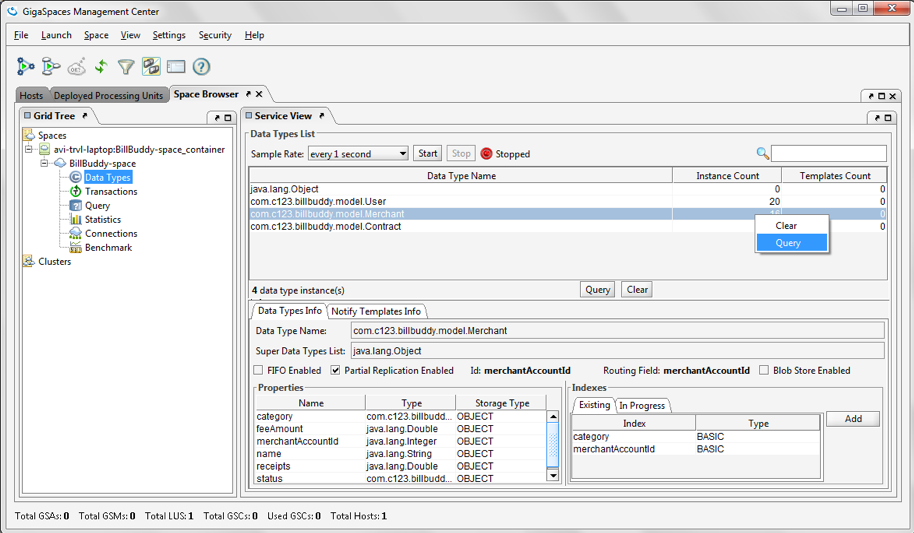 GigaSpaces Management Center
File Launch Space View Settings Security Help
Hosts Deployed Processing Units Space Browser
Grid Tree
Spaces
avi-trvl-laptop:BillBuddy-space_container
BillBuddy-space
Data Types
Transactions
Query
Statistics
Connections
Benchmark
Clusters
Service View
Data Types List
Sample Rate: every 1 second Start Stop Stopped
Data Type Name Instance Count Templates Count
java.lang.Object 0 0
com.c123.billbuddy.model.User 20 0
com.c123.billbuddy.model.Merchant 0
com.c123.billbuddy.model.Contract 0
Clear
Query
4 data type instance(s) Query Clear
Data Types Info Notify Templates Info
Data Type Name: com.c123.billbuddy.model.Merchant
Super Data Types List: java.lang.Object
FIFO Enabled Partial Replication Enabled Id: merchantAccountId Routing Field: merchantAccountId Blob Store Enabled
Properties
Name Type Storage Type
category com.c123.billbudd... OBJECT
feeAmount java.lang.Double OBJECT
merchantAccountId java.lang.Integer OBJECT
name java.lang.String OBJECT
receipts java.lang.Double OBJECT
status com.c123.billbudd... OBJECT
Indexes
Existing In Progress
Index Type
category BASIC
merchantAccountId BASIC
Add
Total GSAs: 0 Total GSMs: 0 Total LUS: 1 Total GSCs: 0 Used GSCs: 0 Total Hosts: 1